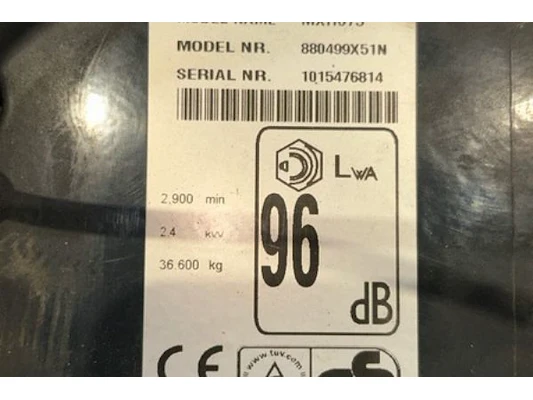 MODEL NR. 880499X51N
SERIAL NR. 1015476814
LWA
2,900 min
96
2.4 kW
36.600 kg
dB
CE
www.tuv.com
GS